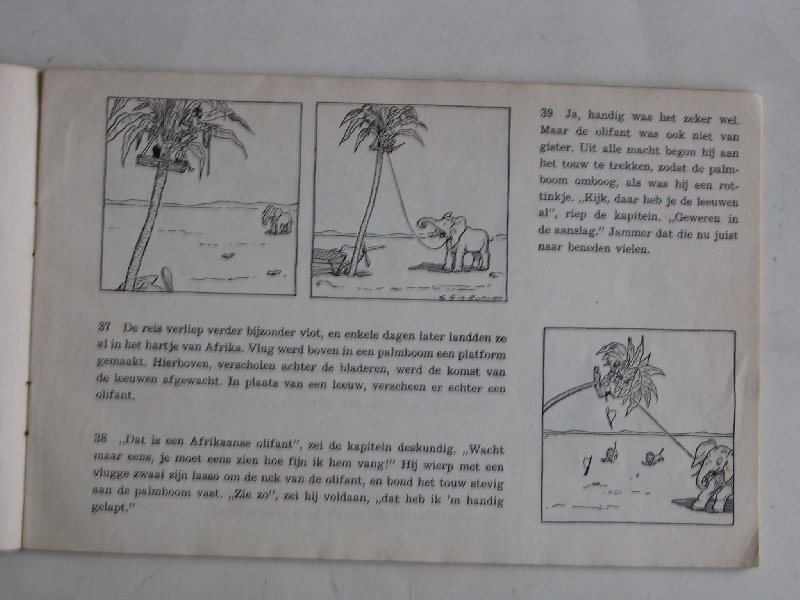 37 De reis verliep verder bijzonder vlot, en enkele dagen later landden ze
al in het hartje van Afrika. Vlug werd boven in een palmboom een platform
gemaakt. Hierboven, verscholen achter de bladeren, werd de komst van
de leeuwen afgewacht. In plaats van een leeuw, verscheen er echter een
olifant.
38 „Dat is een Afrikaanse olifant”, zei de kapitein deskundig. „Wacht
maar eens, je moet eens zien hoe fijn ik hem vang!” Hij wierp met een
vlugge zwaai zijn lasso om de nek van de olifant, en bond het touw stevig
aan de palmboom vast. „Zie zo”, zei hij voldaan, „dat heb ik 'm handig
gelapt.”
39 Ja, handig was het zeker wel.
Maar de olifant was ook niet van
gister. Uit alle macht begon hij aan
het touw te trekken, zodat de palm-
boom omboog, als was hij een rot-
tinkje. „Kijk, daar heb je de leeuwen
al”, riep de kapitein. „Geweren in
de aanslag.” Jammer dat die nu juist
naar beneden vielen.